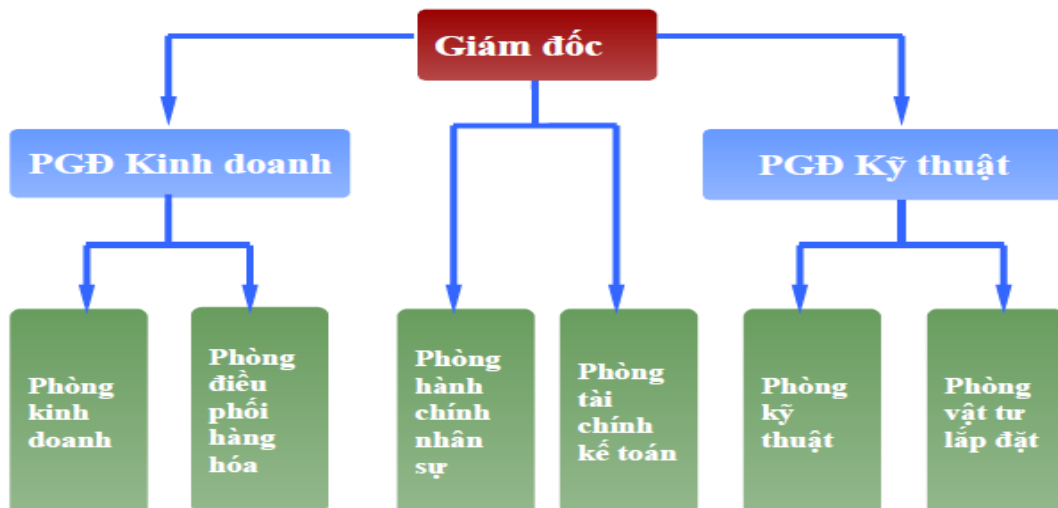 Giám đốc
PGĐ Kinh doanh
PGĐ Kỹ thuật
Phòng
kinh
doanh
Phòng
điều
phối
hàng
hóa
Phòng
hành
chính
nhân
sự
Phòng
tài
chính
kế toán
Phòng
kỹ
thuật
Phòng
vật tư
lắp đặt